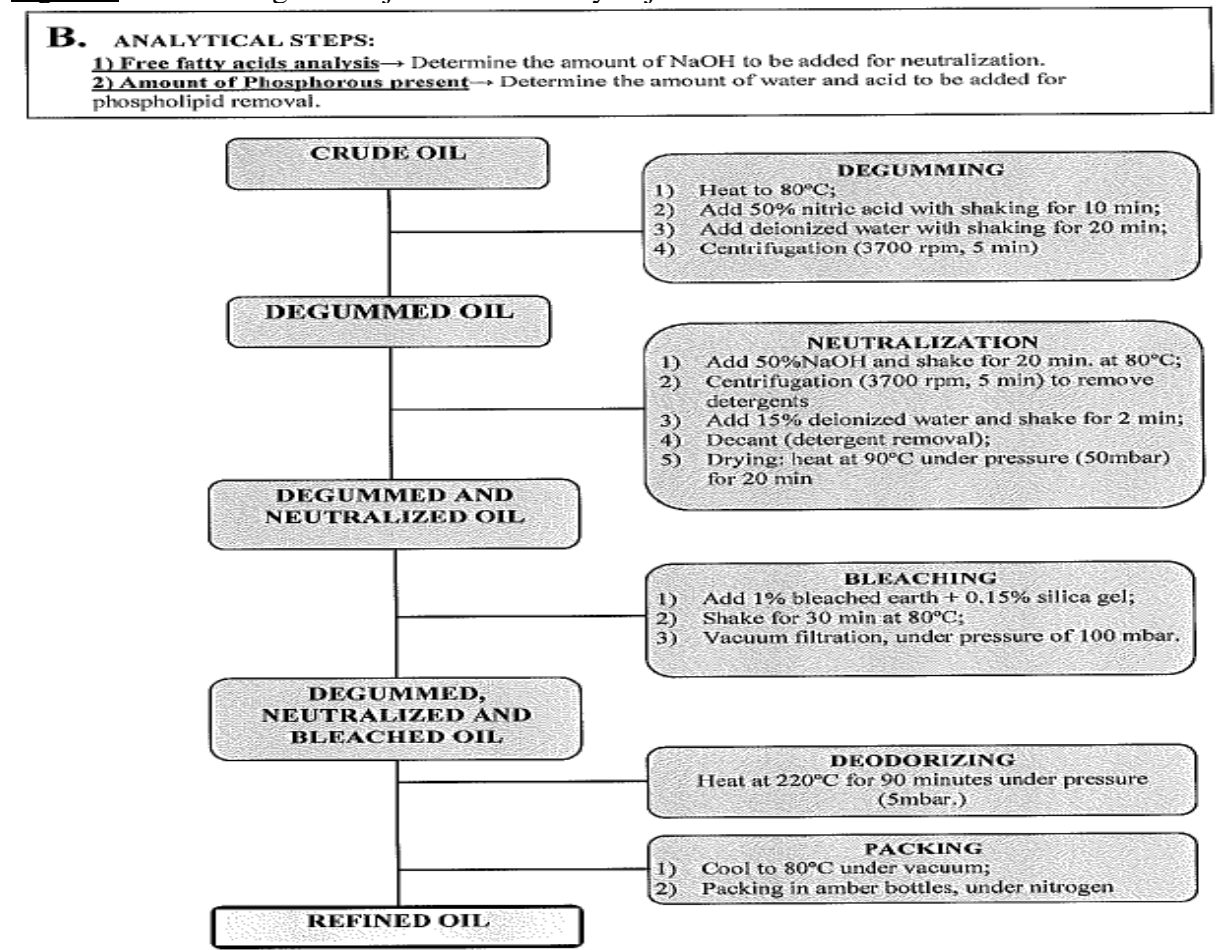 B. ANALYTICAL STEPS:
1) Free fatty acids analysis→ Determine the amount of NaOH to be added for neutralization.
2) Amount of Phosphorous present→ Determine the amount of water and acid to be added for
phospholipid removal.
CRUDE OIL
DEGUMMING
1) Heat to 80ºC;
2) Add 50% nitric acid with shaking for 10 min;
3) Add deionized water with shaking for 20 min;
4) Centrifugation (3700 rpm, 5 min)
DEGUMMED OIL
NEUTRALIZATION
1) Add 50%NaOH and shake for 20 min. at 80ºC;
2) Centrifugation (3700 rpm, 5 min) to remove
detergents
3) Add 15% deionized water and shake for 2 min;
4) Decant (detergent removal);
5) Drying: heat at 90ºC under pressure (50mbar)
for 20 min
DEGUMMED AND
NEUTRALIZED OIL
BLEACHING
1) Add 1% bleached earth + 0,15% silica gel;
2) Shake for 30 min at 80ºC;
3) Vacuum filtration, under pressure of 100 mbar.
DEGUMMED,
NEUTRALIZED AND
BLEACHED OIL
DEODORIZING
Heat at 220ºC for 90 minutes under pressure
(5mbar.)
PACKING
1) Cool to 80ºC under vacuum;
2) Packing in amber bottles, under nitrogen
REFINED OIL